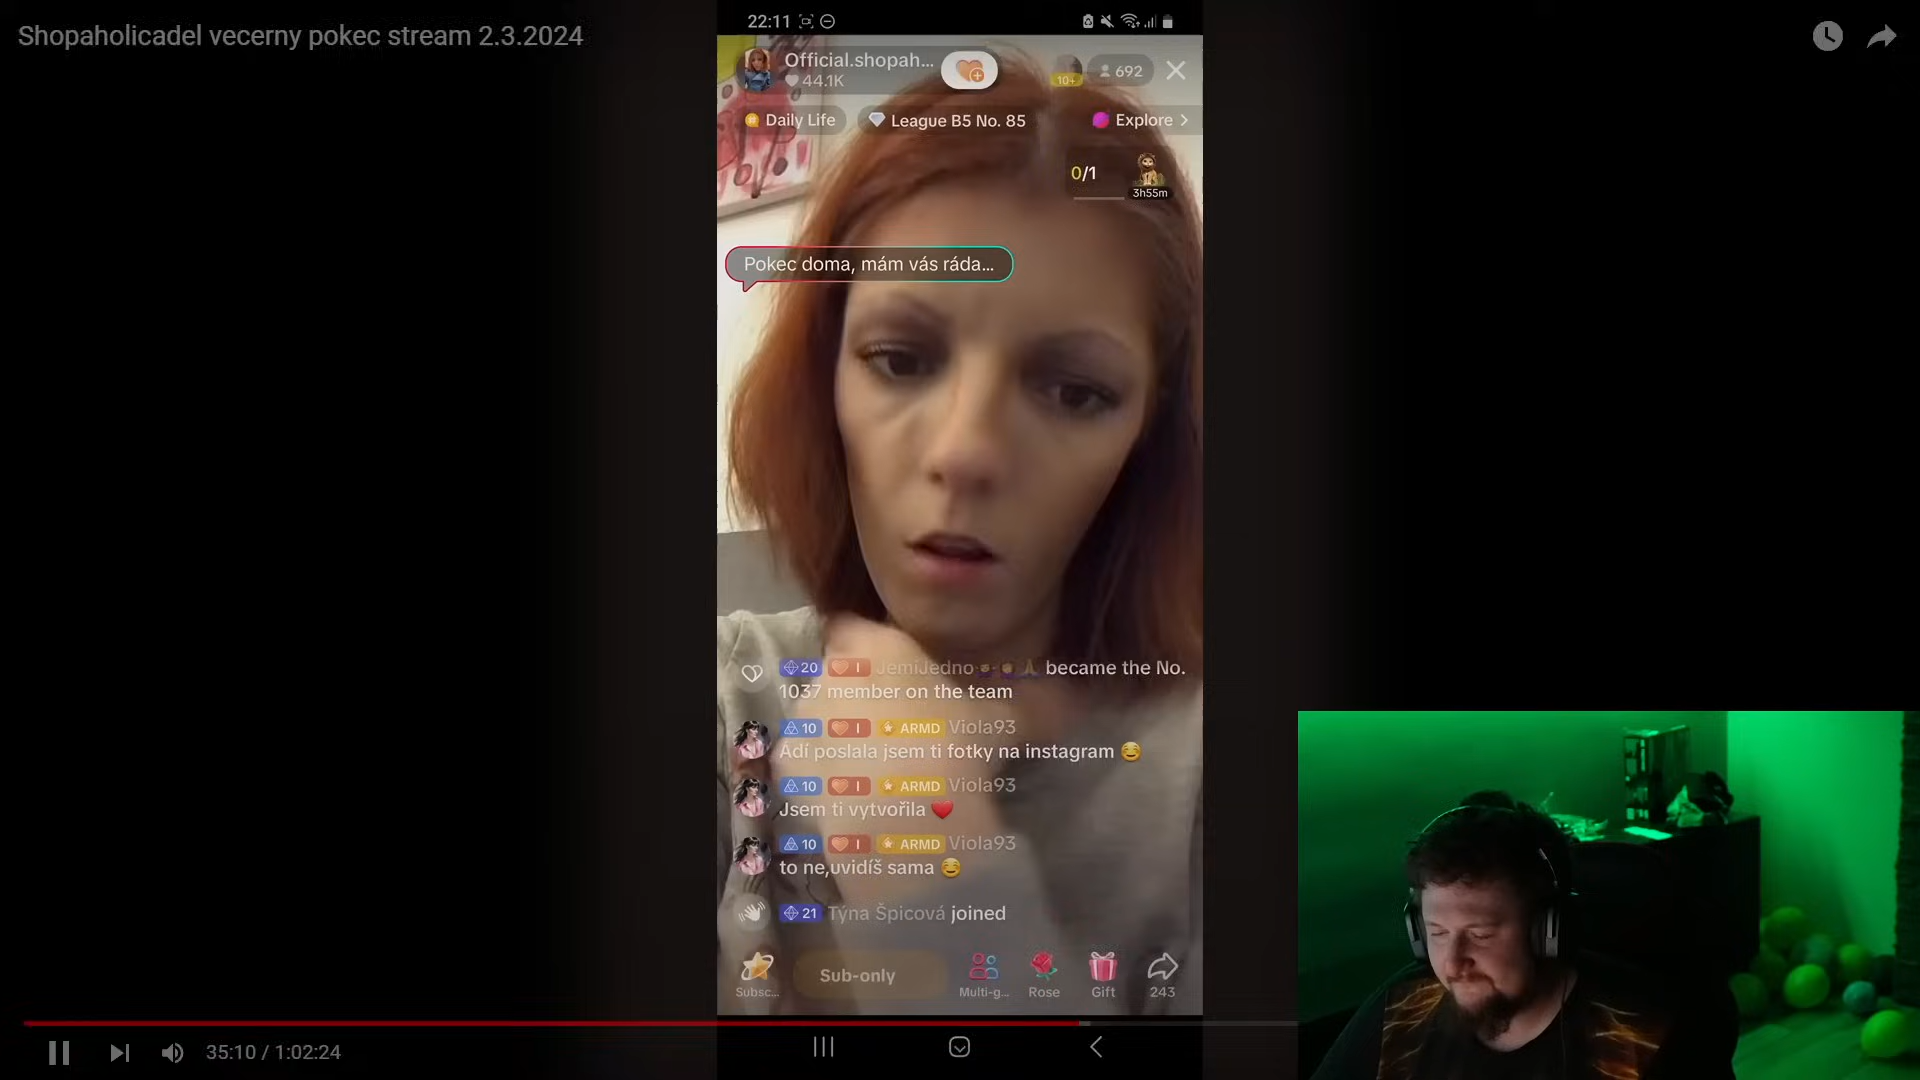 Shopaholicadel vecerny pokec stream 2.3.2024
22:11
Official.shopah...
44.1K
10+
692
Daily Life
League B5 No. 85
Explore >
0/1
3h55m
Pokec doma, mám vás ráda...
20 I JemiJedno became the No.
1037 member on the team
10 I ARMD Viola93
Adí poslala jsem ti fotky na instagram ☺️
10 I ARMD Viola93
Jsem ti vytvořila ❤️
10 I ARMD Viola93
to ne,uvidíš sama ☺️
21 Týna Špicová joined
Subsc...
Sub-only
Multi-g...
Rose
Gift
243
35:10 / 1:02:24